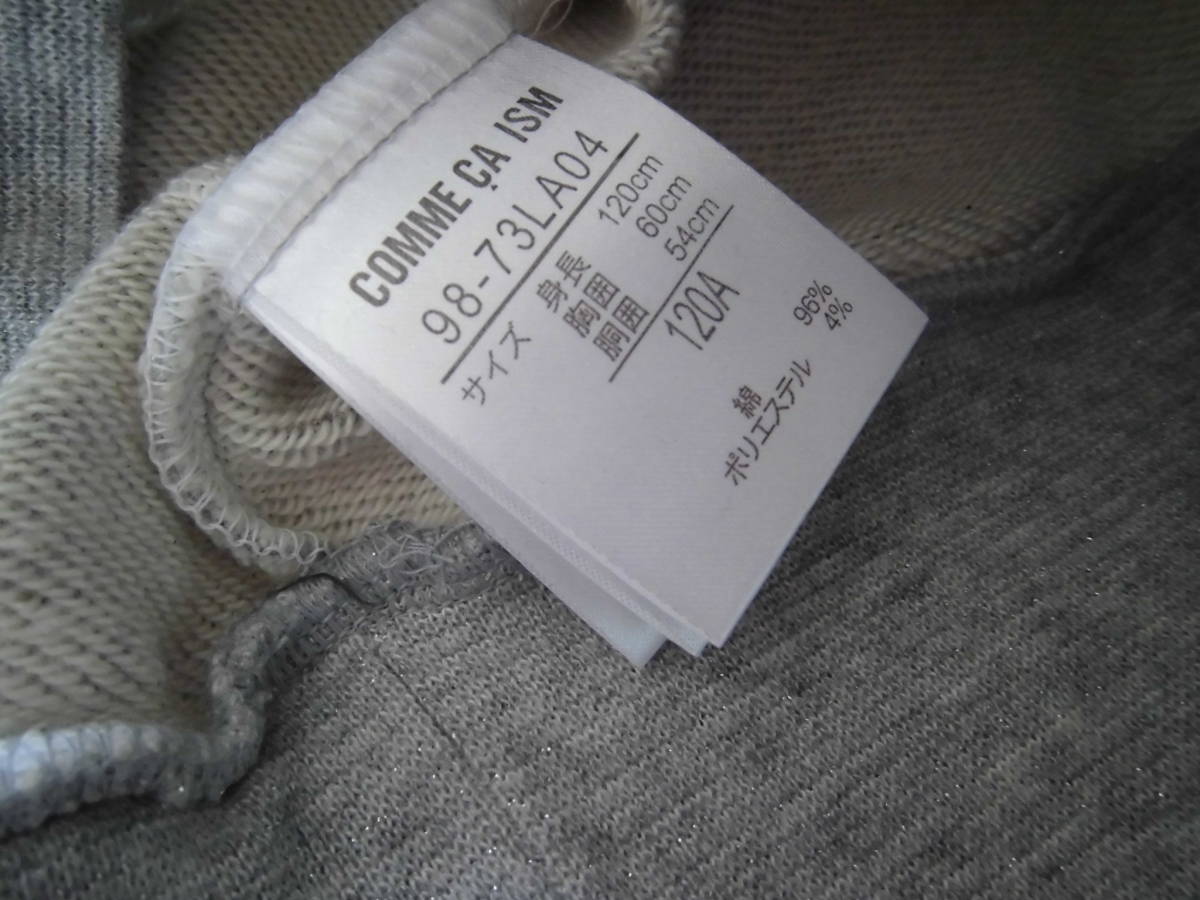 COMME ÇA ISM
98-73LA04
サイズ 身長 120cm
胸囲 60cm
胴囲 54cm
120A
綿 96%
ポリエステル 4%